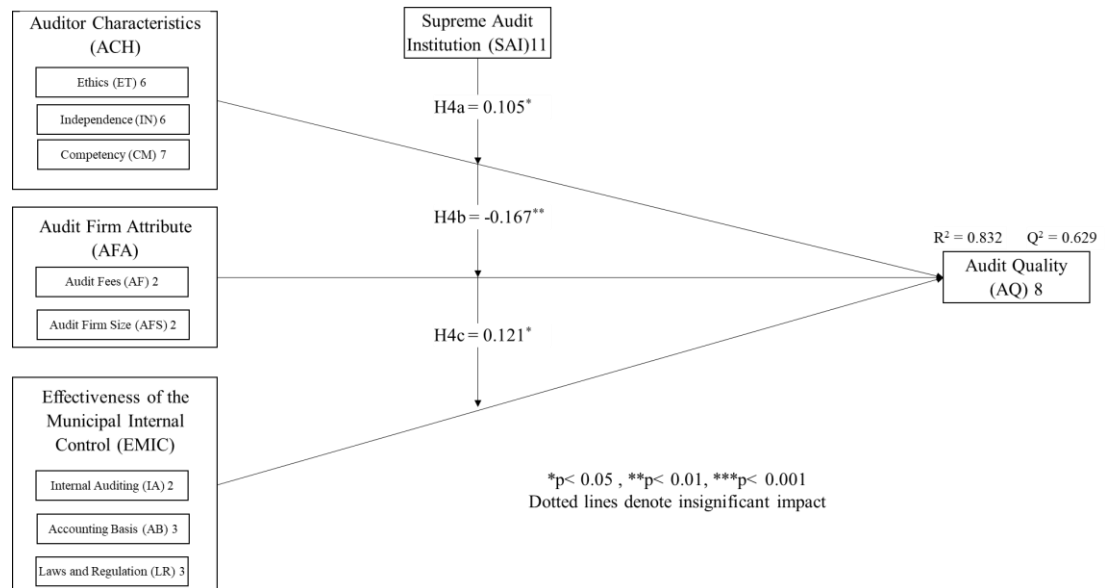 Auditor Characteristics
(ACH)
Ethics (ET) 6
Independence (IN) 6
Competency (CM) 7
Supreme Audit
Institution (SAI)11
H4a = 0.105*
H4b = -0.167**
H4c = 0.121*
Audit Firm Attribute
(AFA)
Audit Fees (AF) 2
Audit Firm Size (AFS) 2
R² = 0.832 Q² = 0.629
Audit Quality
(AQ) 8
Effectiveness of the
Municipal Internal
Control (EMIC)
Internal Auditing (IA) 2
Accounting Basis (AB) 3
Laws and Regulation (LR) 3
*p< 0.05 , **p< 0.01, ***p< 0.001
Dotted lines denote insignificant impact